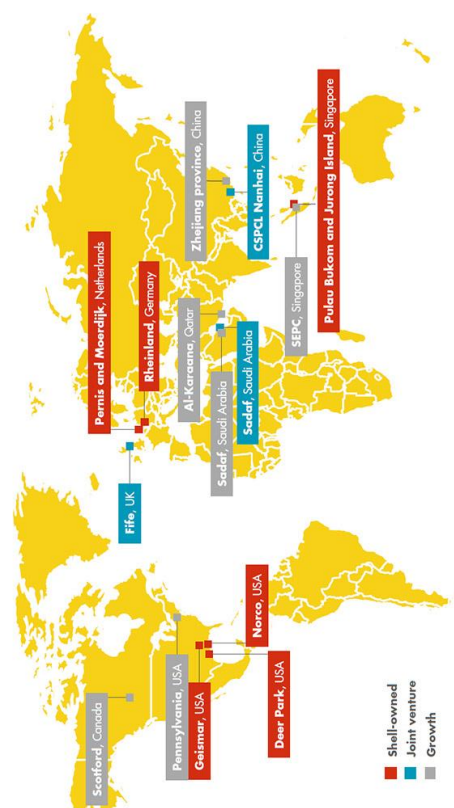 Scotford, Canada
Pennsylvania, USA
Geismar, USA
Deer Park, USA
Norco, USA
Fife, UK
Pernis and Moerdijk, Netherlands
Rheinland, Germany
Al-Karaana, Qatar
Sadaf, Saudi Arabia
Sadaf, Saudi Arabia
Zhejiang province, China
CSPCL Nanhai, China
SEPC, Singapore
Pulau Bukom and Jurong Island, Singapore
Shell-owned
Joint venture
Growth